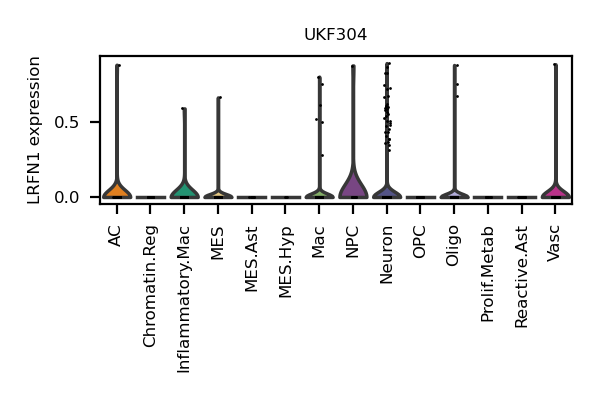 UKF304
LRFN1 expression
0.5
0.0
AC
Chromatin.Reg
Inflammatory.Mac
MES
MES.Ast
MES.Hyp
Mac
NPC
Neuron
OPC
Oligo
Prolif.Metab
Reactive.Ast
Vasc